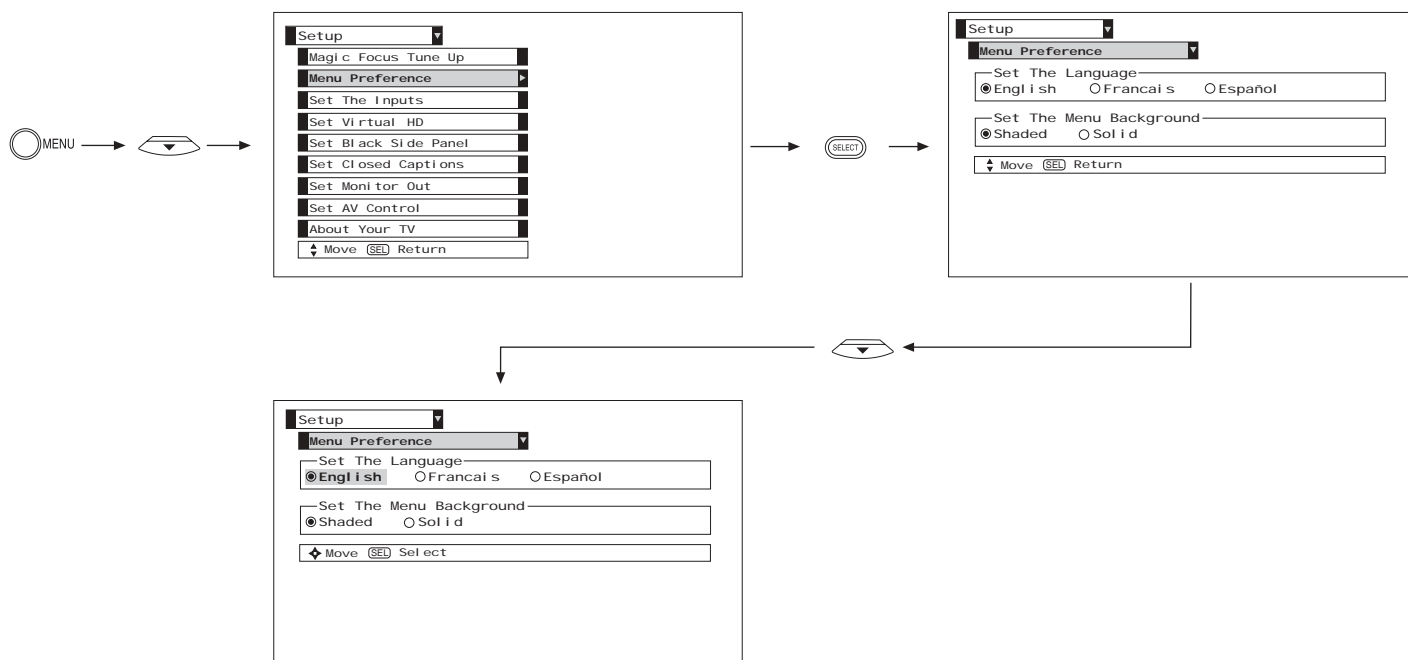 MENU
Setup
Magic Focus Tune Up
Menu Preference
Set The Inputs
Set Virtual HD
Set Black Side Panel
Set Closed Captions
Set Monitor Out
Set AV Control
About Your TV
Move SEL Return
SELECT
Setup
Menu Preference
Set The Language
English Francais Español
Set The Menu Background
Shaded Solid
Move SEL Return
Setup
Menu Preference
Set The Language
English Francais Español
Set The Menu Background
Shaded Solid
Move SEL Select